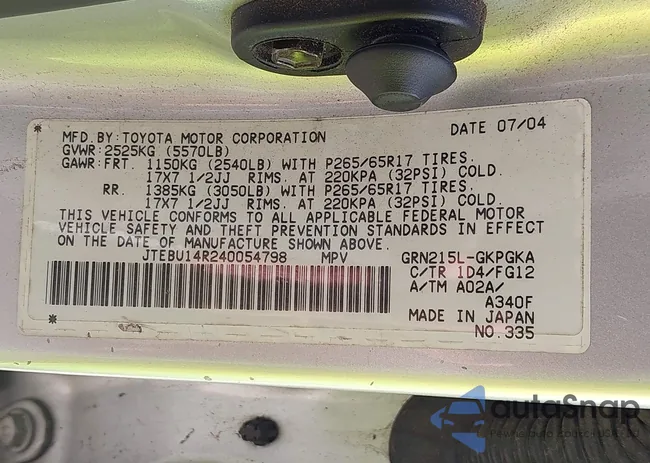 MFD.BY:TOYOTA MOTOR CORPORATION DATE 07/04
GVWR:2525KG (5570LB)
GAWR:FRT. 1150KG (2540LB) WITH P265/65R17 TIRES.
17X7 1/2JJ RIMS. AT 220KPA (32PSI) COLD.
RR. 1385KG (3050LB) WITH P265/65R17 TIRES.
17X7 1/2JJ RIMS. AT 220KPA (32PSI) COLD.
THIS VEHICLE CONFORMS TO ALL APPLICABLE FEDERAL MOTOR
VEHICLE SAFETY AND THEFT PREVENTION STANDARDS IN EFFECT
ON THE DATE OF MANUFACTURE SHOWN ABOVE.
JTEBU14R240054798 MPV GRN215L-GKPGKA
C/TR 1D4/FG12
A/TM A02A/
A340F
MADE IN JAPAN
NO.335
autoSnap